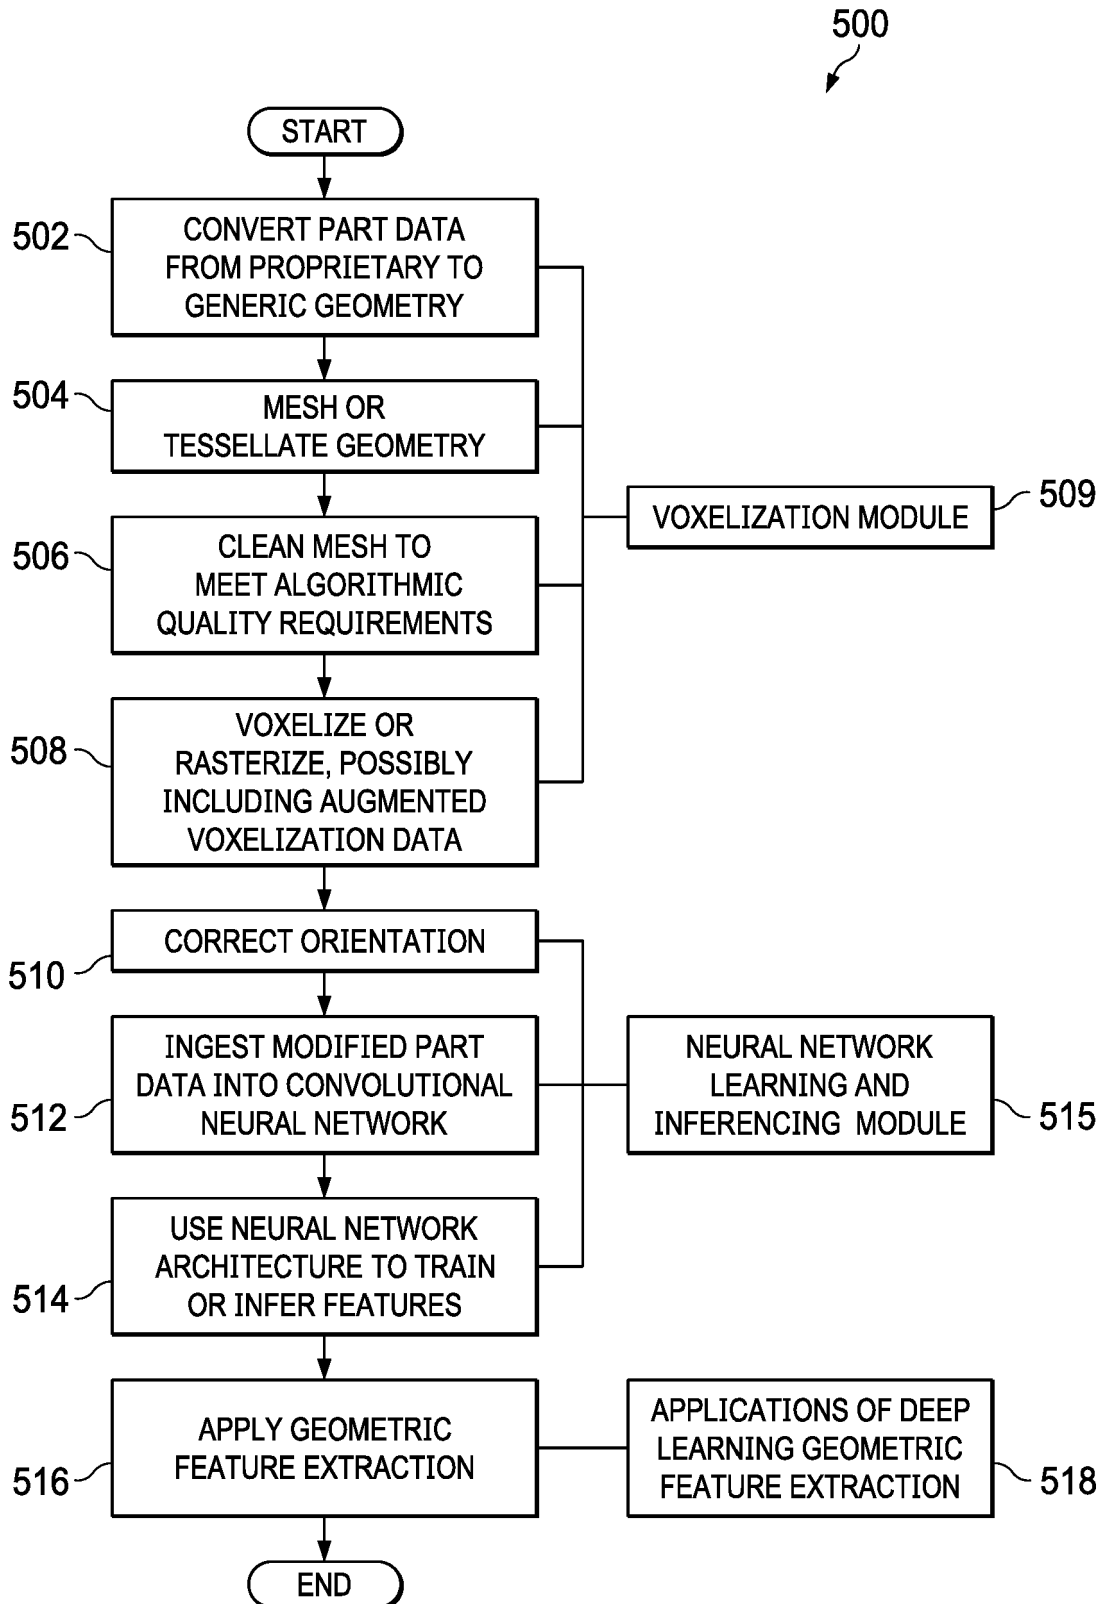 500
START
502
CONVERT PART DATA
FROM PROPRIETARY TO
GENERIC GEOMETRY
504
MESH OR
TESSELLATE GEOMETRY
506
CLEAN MESH TO
MEET ALGORITHMIC
QUALITY REQUIREMENTS
VOXELIZATION MODULE
509
508
VOXELIZE OR
RASTERIZE, POSSIBLY
INCLUDING AUGMENTED
VOXELIZATION DATA
CORRECT ORIENTATION
510
INGEST MODIFIED PART
DATA INTO CONVOLUTIONAL
NEURAL NETWORK
512
NEURAL NETWORK
LEARNING AND
INFERENCING MODULE
515
USE NEURAL NETWORK
ARCHITECTURE TO TRAIN
OR INFER FEATURES
514
APPLY GEOMETRIC
FEATURE EXTRACTION
516
APPLICATIONS OF DEEP
LEARNING GEOMETRIC
FEATURE EXTRACTION
518
END